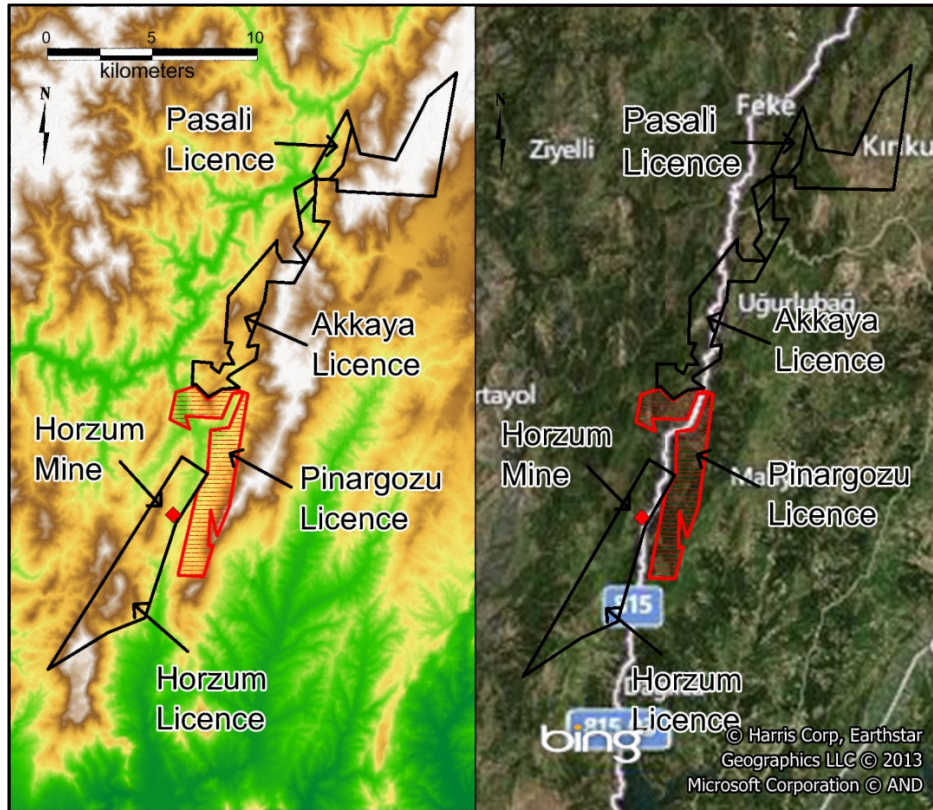 0 5 10
kilometers
N
Pasali
Licence
Akkaya
Licence
Horzum
Mine
Pinargozu
Licence
Horzum
Licence
N
Feke
Pasali
Licence
Ziyelli
Uğurlubağ
Akkaya
Licence
Horzum
Mine
Pinargozu
Licence
815
Horzum
Licence
815
bing
© Harris Corp, Earthstar
Geographics LLC © 2013
Microsoft Corporation © AND